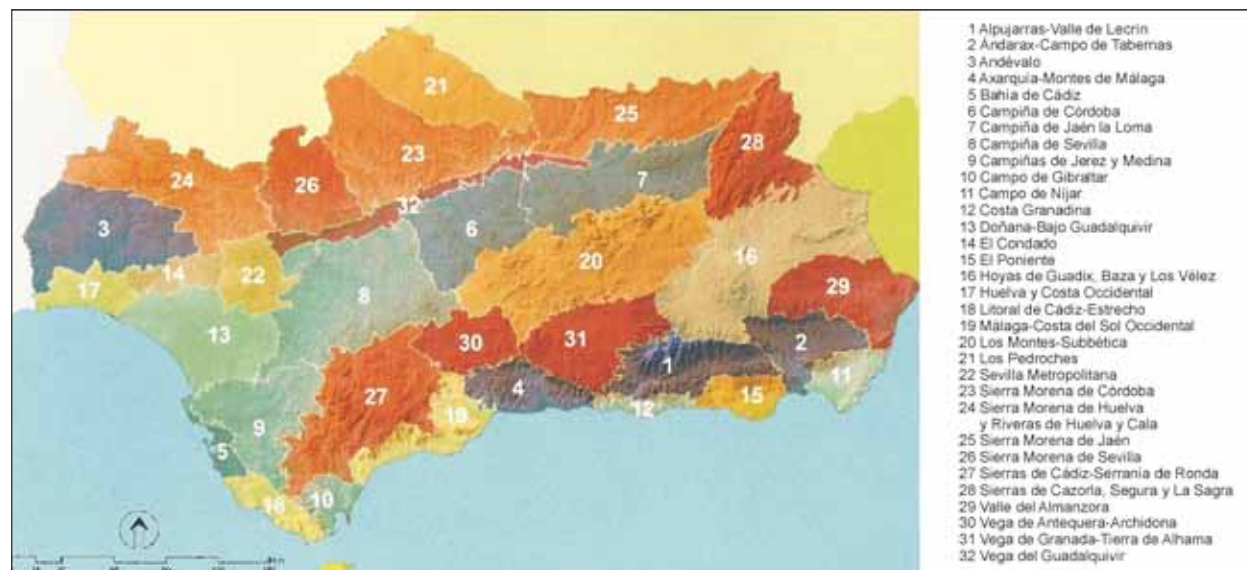 21
25
28
23
24
26
7
32
3
6
16
20
22
14
17
29
8
13
30
31
2
1
4
11
27
15
19
12
9
5
10
18
1 Alpujarras-Valle de Lecrin
2 Ándarax-Campo de Tabernas
3 Andévalo
4 Axarquía-Montes de Málaga
5 Bahía de Cádiz
6 Campiña de Córdoba
7 Campiña de Jaén la Loma
8 Campiña de Sevilla
9 Campiñas de Jerez y Medina
10 Campo de Gibraltar
11 Campo de Níjar
12 Costa Granadina
13 Doñana-Bajo Guadalquivir
14 El Condado
15 El Poniente
16 Hoyas de Guadix, Baza y Los Vélez
17 Huelva y Costa Occidental
18 Litoral de Cádiz-Estrecho
19 Málaga-Costa del Sol Occidental
20 Los Montes-Subbética
21 Los Pedroches
22 Sevilla Metropolitana
23 Sierra Morena de Córdoba
24 Sierra Morena de Huelva
y Riveras de Huelva y Cala
25 Sierra Morena de Jaén
26 Sierra Morena de Sevilla
27 Sierras de Cádiz-Serranía de Ronda
28 Sierras de Cazorla, Segura y La Sagra
29 Valle del Almanzora
30 Vega de Antequera-Archidona
31 Vega de Granada-Tierra de Alhama
32 Vega del Guadalquivir